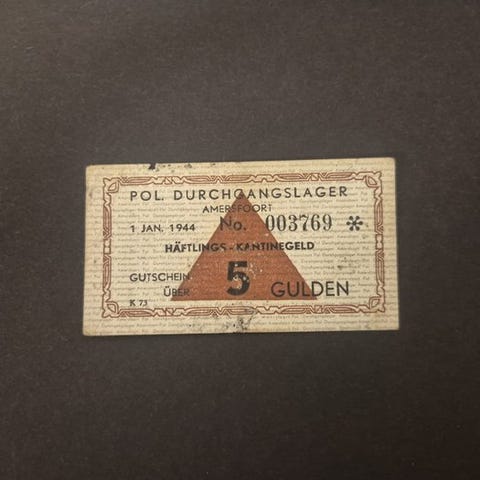 POL. DURCHGANGSLAGER
AMERSFOORT
1 JAN. 1944 No. 003769 *
HÄFTLINGS - KANTINEGELD
GUTSCHEIN
ÜBER 5 GULDEN
K 73